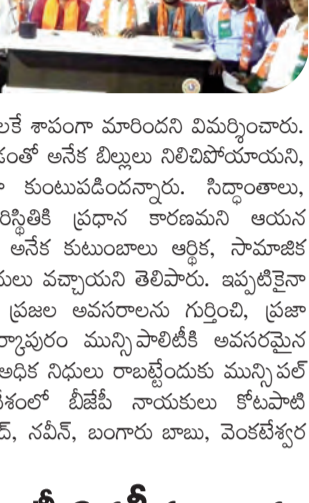 లకే శాపంగా మారిందని విమర్శించారు.
డంతో అనేక బిల్లులు నిలిచిపోయాయని,
ా కుంటుపడిందన్నారు. సిద్ధాంతాలు,
రిస్థితికి ప్రధాన కారణమని ఆయన
అనేక కుటుంబాలు ఆర్థిక, సామాజిక
యలు వచ్చాయని తెలిపారు. ఇప్పటికైనా
ప్రజల అవసరాలను గుర్తించి, ప్రజా
ర్కాపురం మున్సిపాలిటీకి అవసరమైన
అధిక నిధులు రాబట్టేందుకు మున్సిపల్
శంలో బీజేపీ నాయకులు కోటపాటి
ద్, నవీన్, బంగారు బాబు, వెంకటేశ్వర